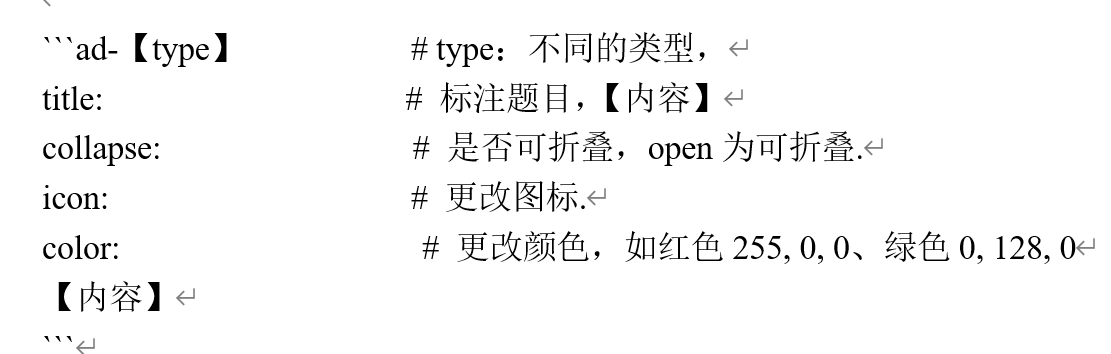 ```ad-【type】 # type：不同的类型，
title: # 标注题目，【内容】
collapse: # 是否可折叠，open 为可折叠.
icon: # 更改图标.
color: # 更改颜色，如红色 255, 0, 0、绿色 0, 128, 0
【内容】
```